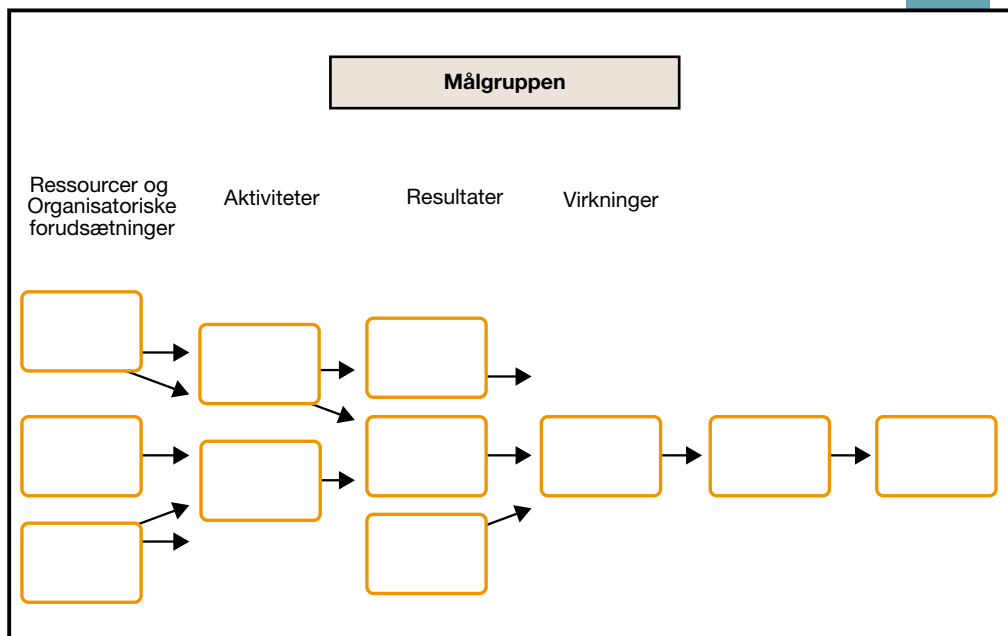 Målgruppen
Ressourcer og
Organisatoriske
forudsætninger
Aktiviteter
Resultater
Virkninger